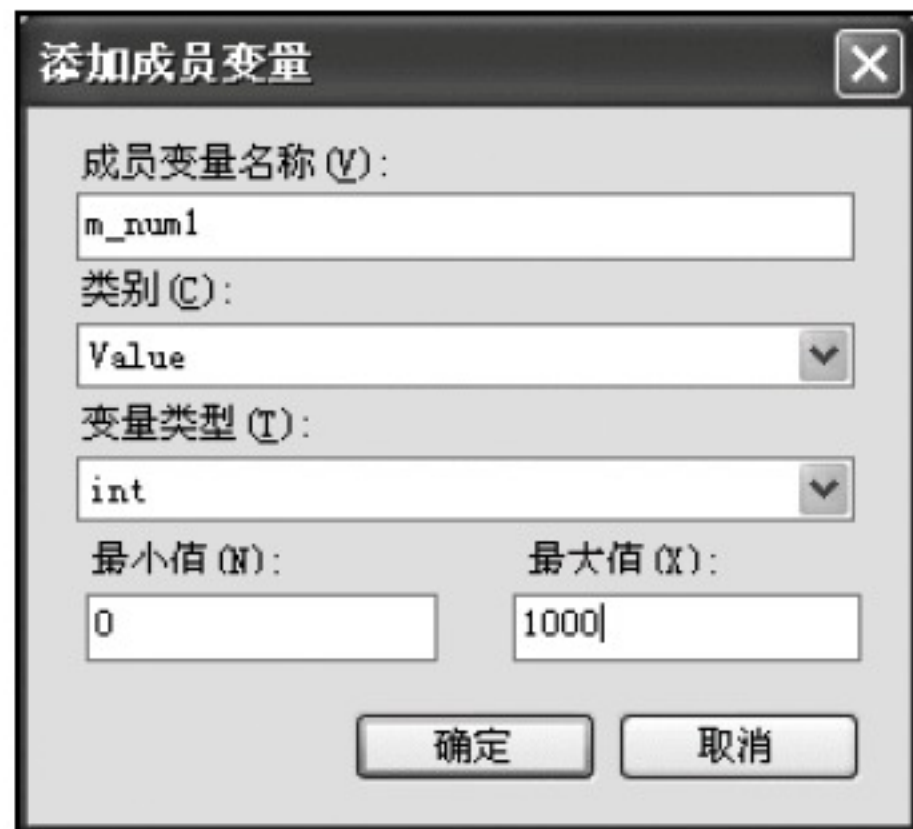 添加成员变量
成员变量名称(V):
m_num1
类别(C):
Value
变量类型(T):
int
最小值(N): 最大值(X):
0 1000
确定 取消